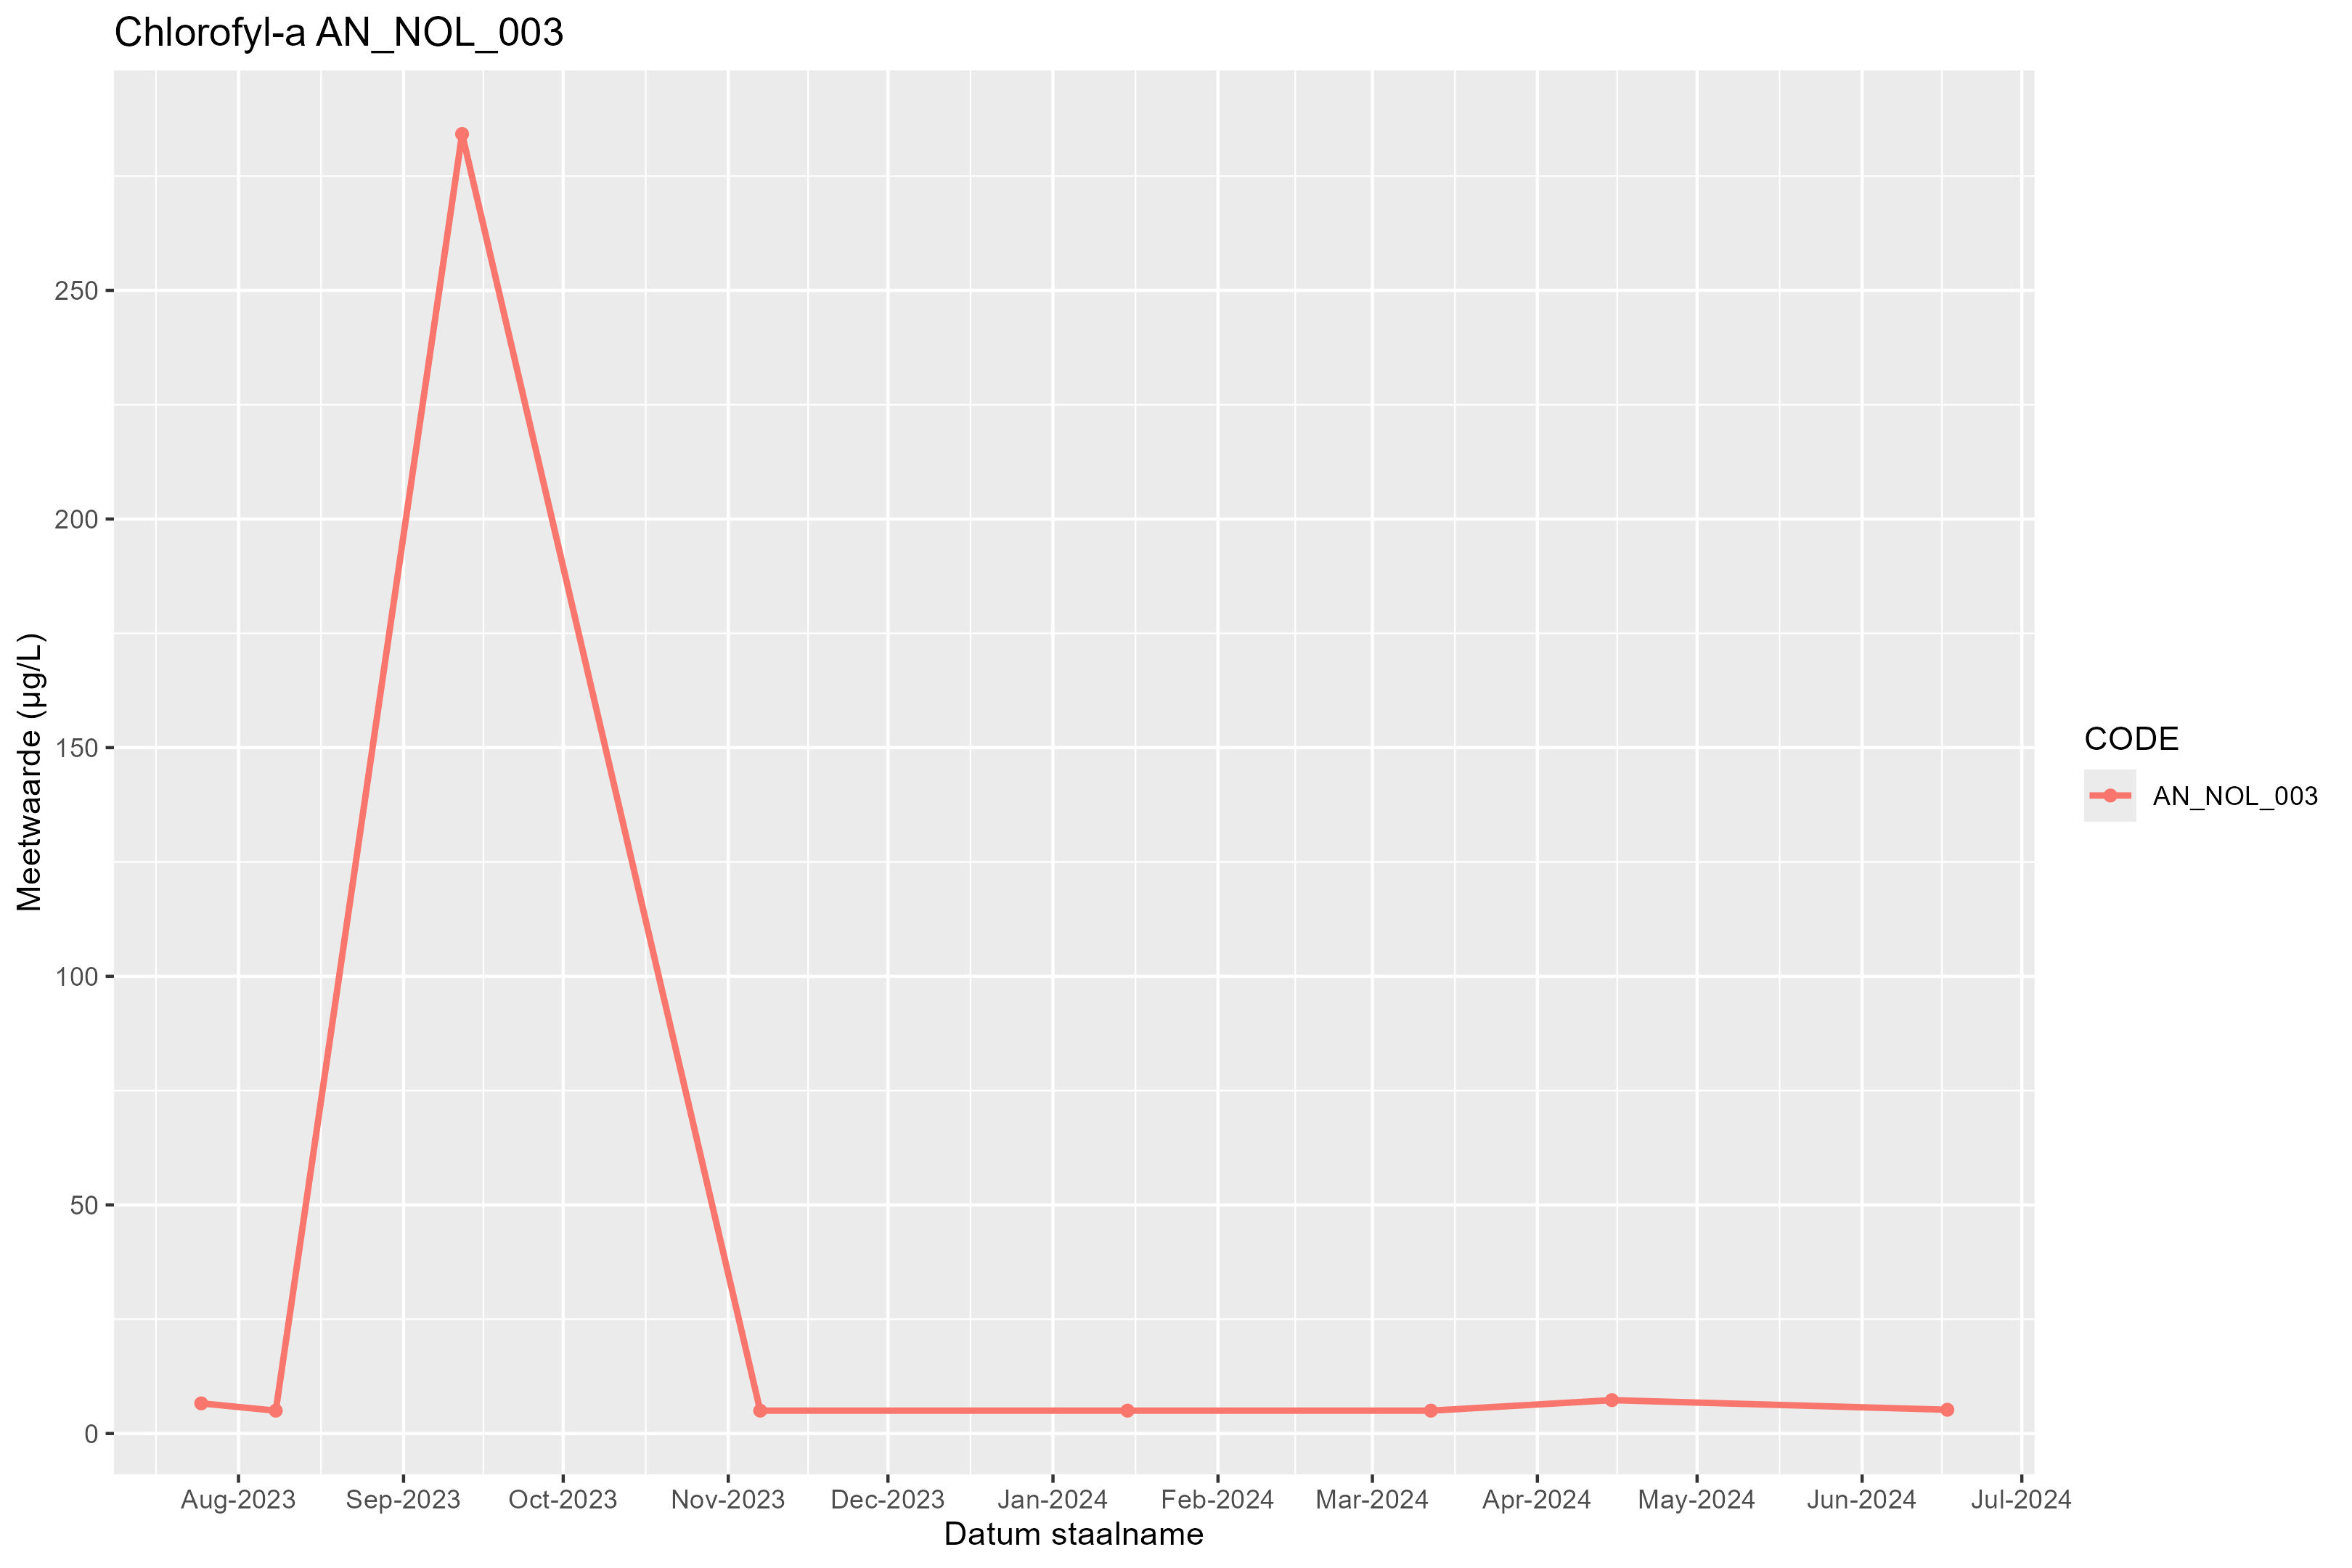 Chlorofyl-a AN_NOL_003
Meetwaarde (µg/L)
250
200
150
100
50
0
Aug-2023 Sep-2023 Oct-2023 Nov-2023 Dec-2023 Jan-2024 Feb-2024 Mar-2024 Apr-2024 May-2024 Jun-2024 Jul-2024
Datum staalname
CODE
AN_NOL_003